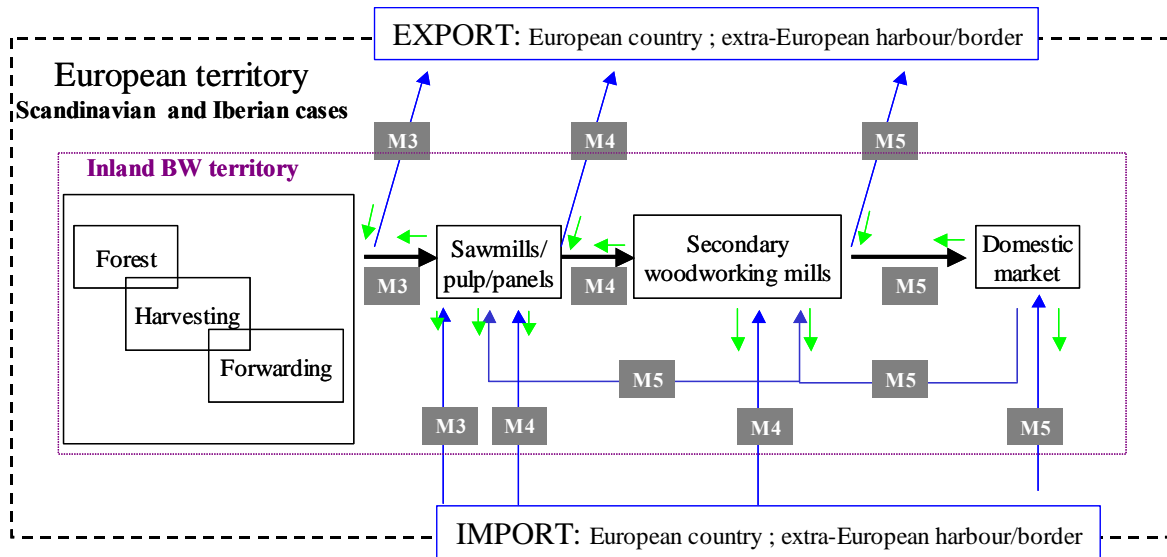 EXPORT: European country ; extra-European harbour/border
European territory
Scandinavian and Iberian cases
M3
M4
M5
Inland BW territory
Forest
Harvesting
Forwarding
Sawmills/
pulp/panels
Secondary
woodworking mills
Domestic
market
M3
M4
M5
M5
M5
M3
M4
M4
M5
IMPORT: European country ; extra-European harbour/border